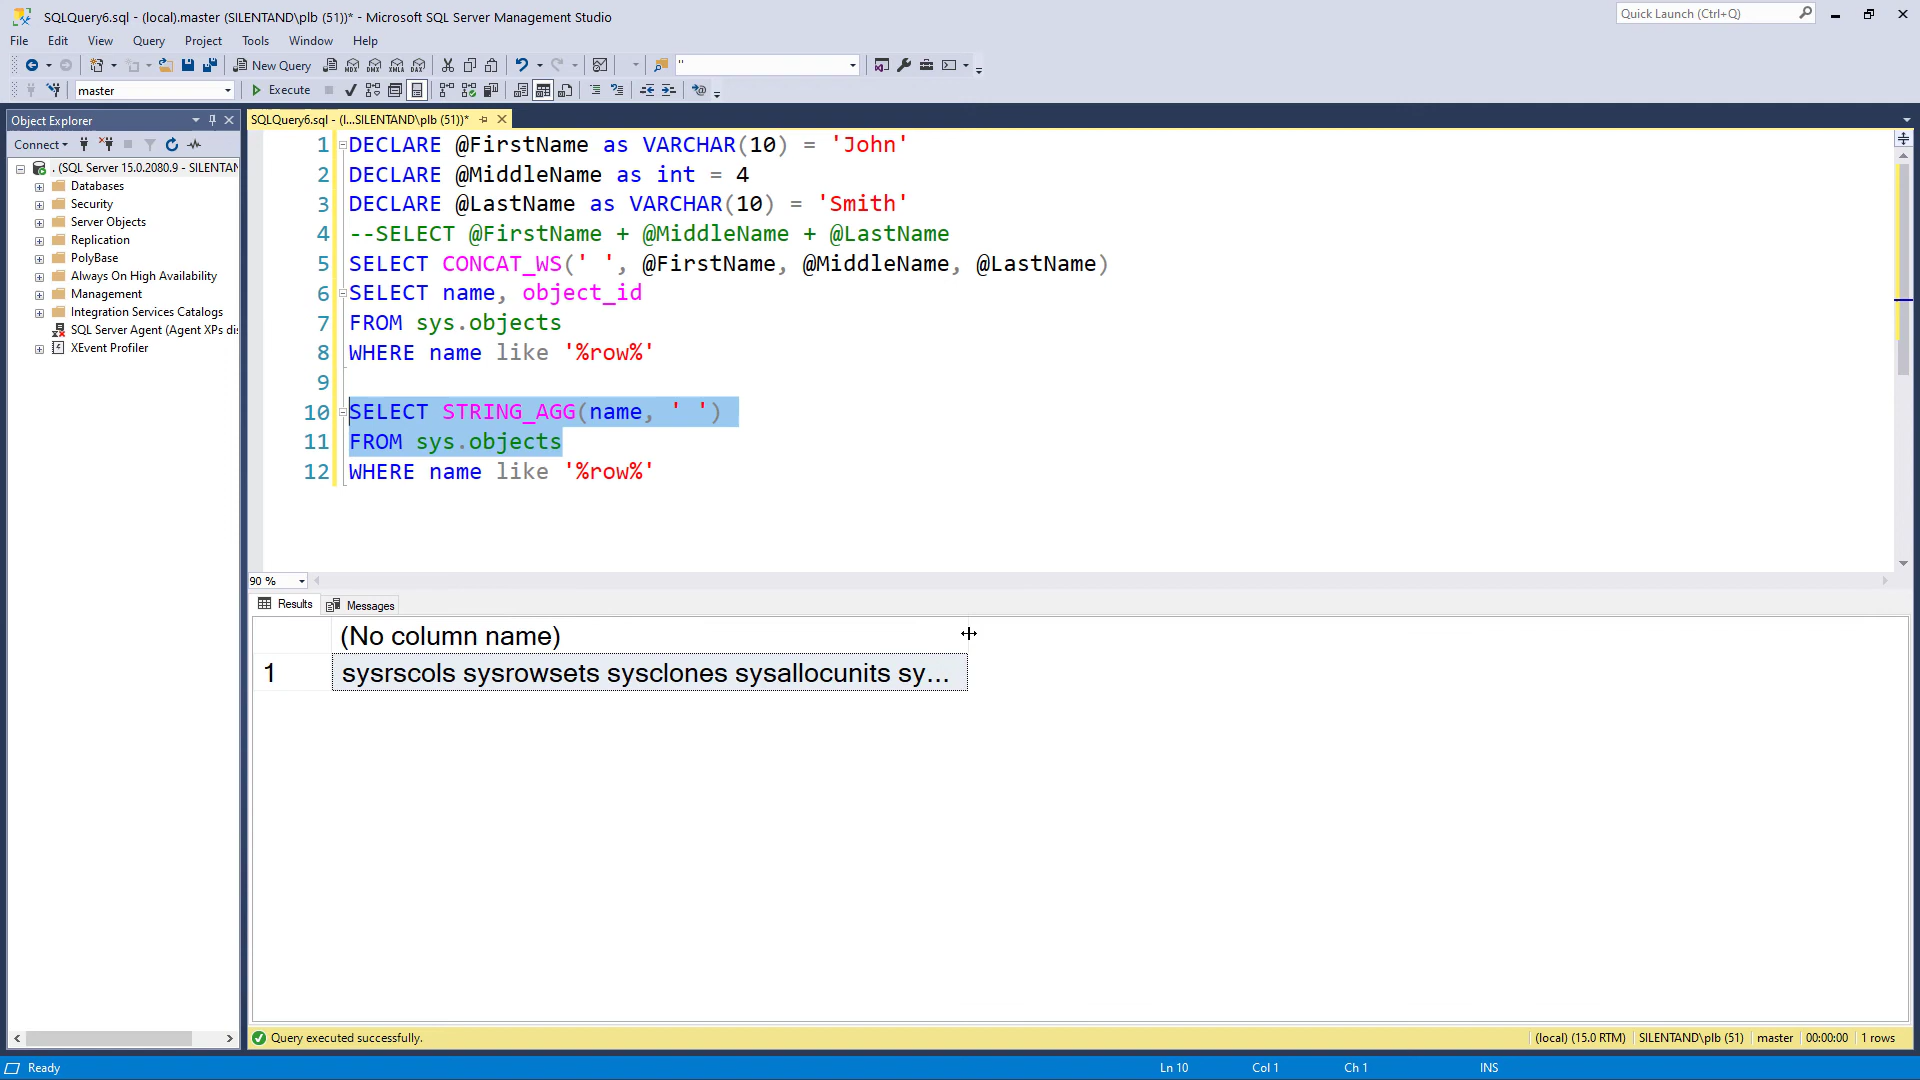 SQLQuery6.sql - (local).master (SILENTAND\plb (51))* - Microsoft SQL Server Management Studio
Quick Launch (Ctrl+Q)
File Edit View Query Project Tools Window Help
New Query MDX DMX XMLA DAX "
master Execute
Object Explorer
SQLQuery6.sql - (l...SILENTAND\plb (51))*
Connect
. (SQL Server 15.0.2080.9 - SILENTAN
Databases
Security
Server Objects
Replication
PolyBase
Always On High Availability
Management
Integration Services Catalogs
SQL Server Agent (Agent XPs dis
XEvent Profiler
1 DECLARE @FirstName as VARCHAR(10) = 'John'
2 DECLARE @MiddleName as int = 4
3 DECLARE @LastName as VARCHAR(10) = 'Smith'
4 --SELECT @FirstName + @MiddleName + @LastName
5 SELECT CONCAT_WS(' ', @FirstName, @MiddleName, @LastName)
6 SELECT name, object_id
7 FROM sys.objects
8 WHERE name like '%row%'
9
10 SELECT STRING_AGG(name, ' ')
11 FROM sys.objects
12 WHERE name like '%row%'
90 %
Results Messages
(No column name)
1 sysrscols sysrowsets sysclones sysallocunits sy...
Query executed successfully.
(local) (15.0 RTM) SILENTAND\plb (51) master 00:00:00 1 rows
Ready Ln 10 Col 1 Ch 1 INS